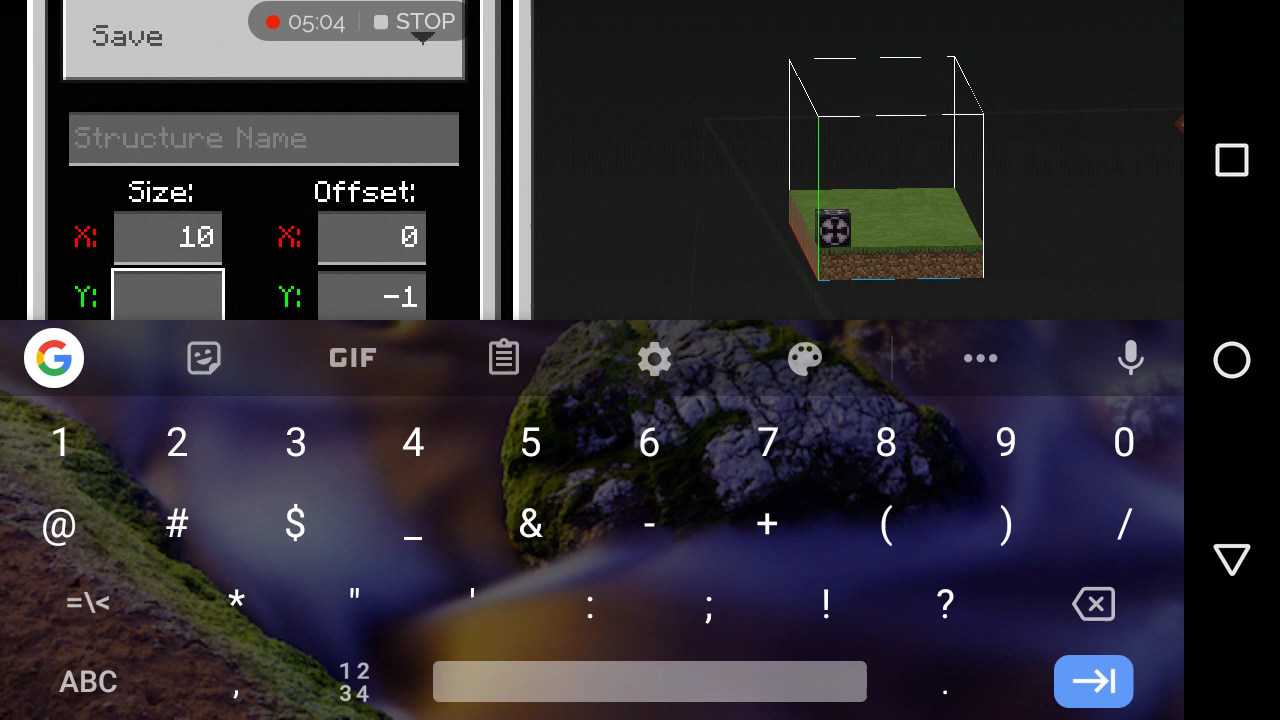 05:04 STOP
Save
Structure Name
Size: Offset:
X: 10 X: 0
Y: Y: -1
G GIF
1 2 3 4 5 6 7 8 9 0
@ # $ _ & - + ( ) /
=\< * " ' : ; ! ?
ABC , 12 34 .